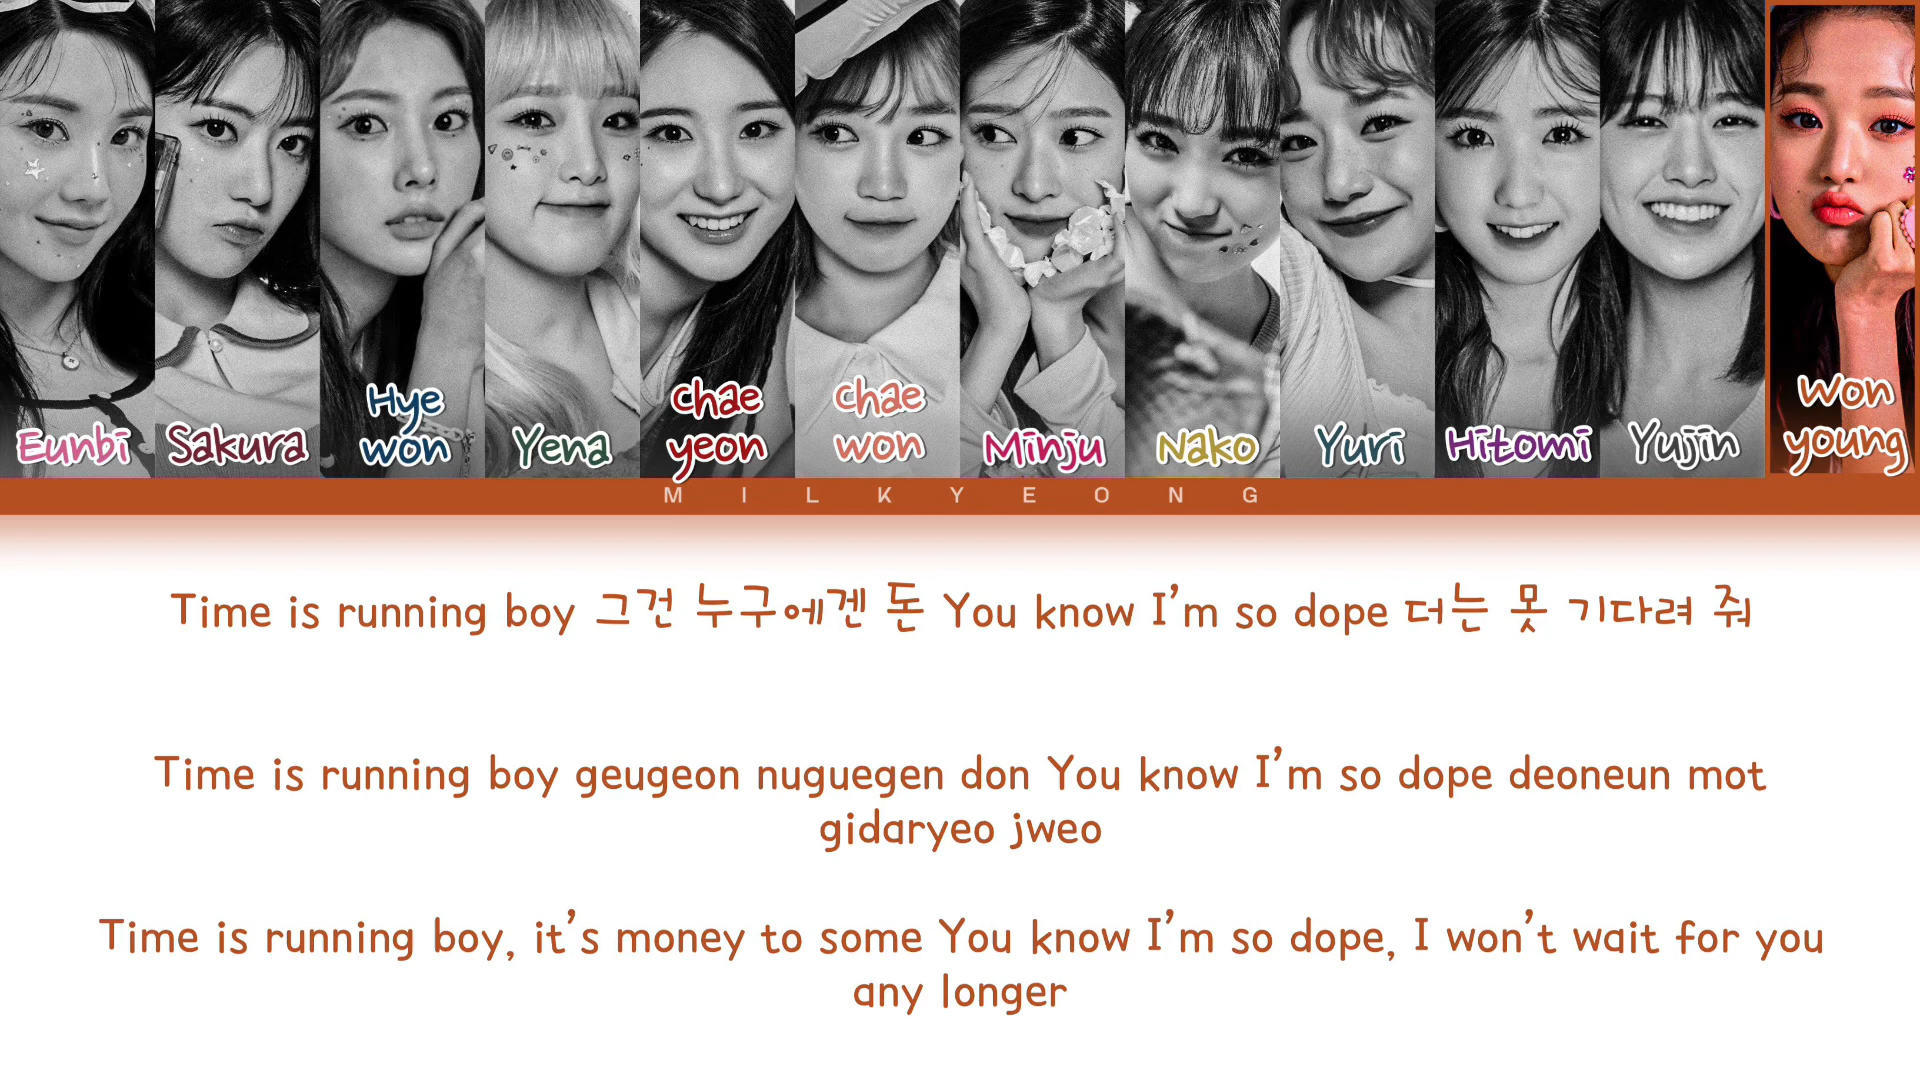 Eunbi
Sakura
Hye
won
Yena
chae
yeon
chae
won
Minju
Nako
Yuri
Hitomi
Yujin
won
young
MILKYEONG
Time is running boy 그건 누구에겐 돈 You know I'm so dope 더는 못 기다려 줘
Time is running boy geugeon nuguegen don You know I'm so dope deoneun mot
gidaryeo jweo
Time is running boy, it's money to some You know I'm so dope, I won't wait for you
any longer